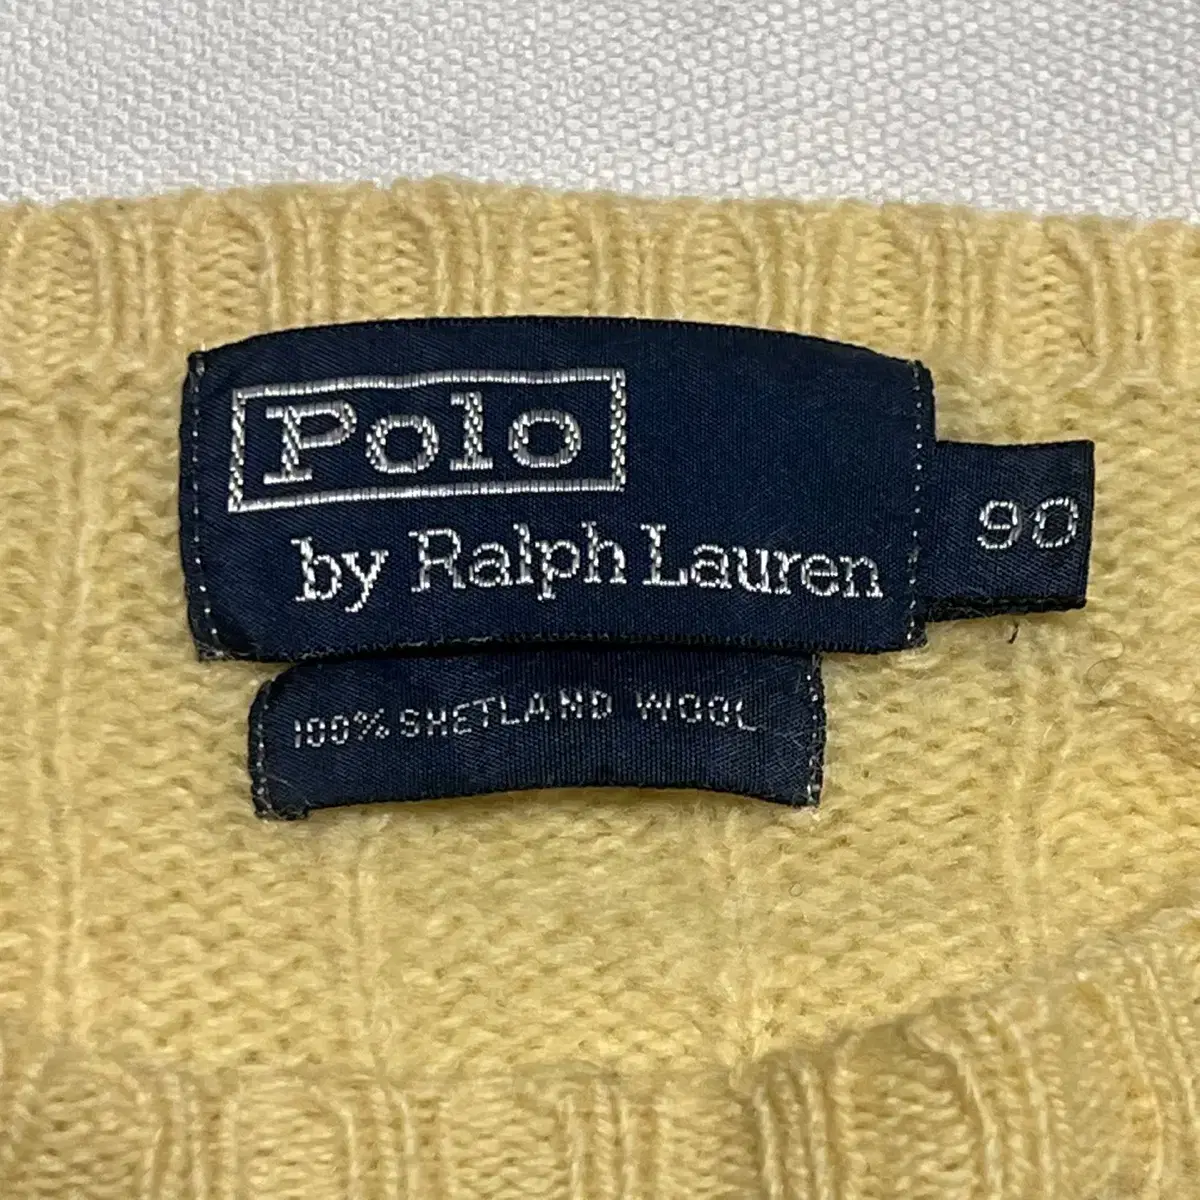 Polo
by Ralph Lauren
90
100% SHETLAND WOOL